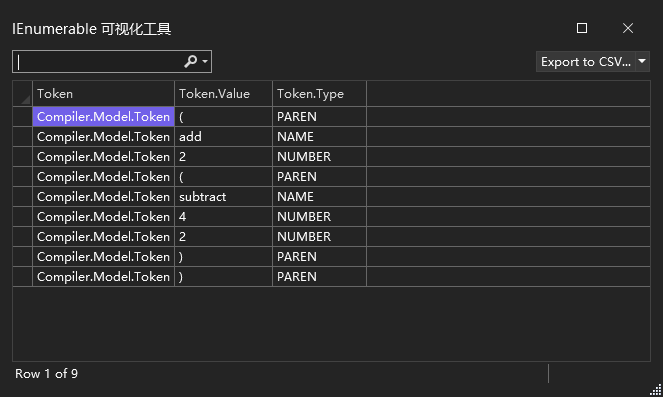 IEnumerable 可视化工具
Export to CSV...
Token Token.Value Token.Type
Compiler.Model.Token ( PAREN
Compiler.Model.Token add NAME
Compiler.Model.Token 2 NUMBER
Compiler.Model.Token ( PAREN
Compiler.Model.Token subtract NAME
Compiler.Model.Token 4 NUMBER
Compiler.Model.Token 2 NUMBER
Compiler.Model.Token ) PAREN
Compiler.Model.Token ) PAREN
Row 1 of 9